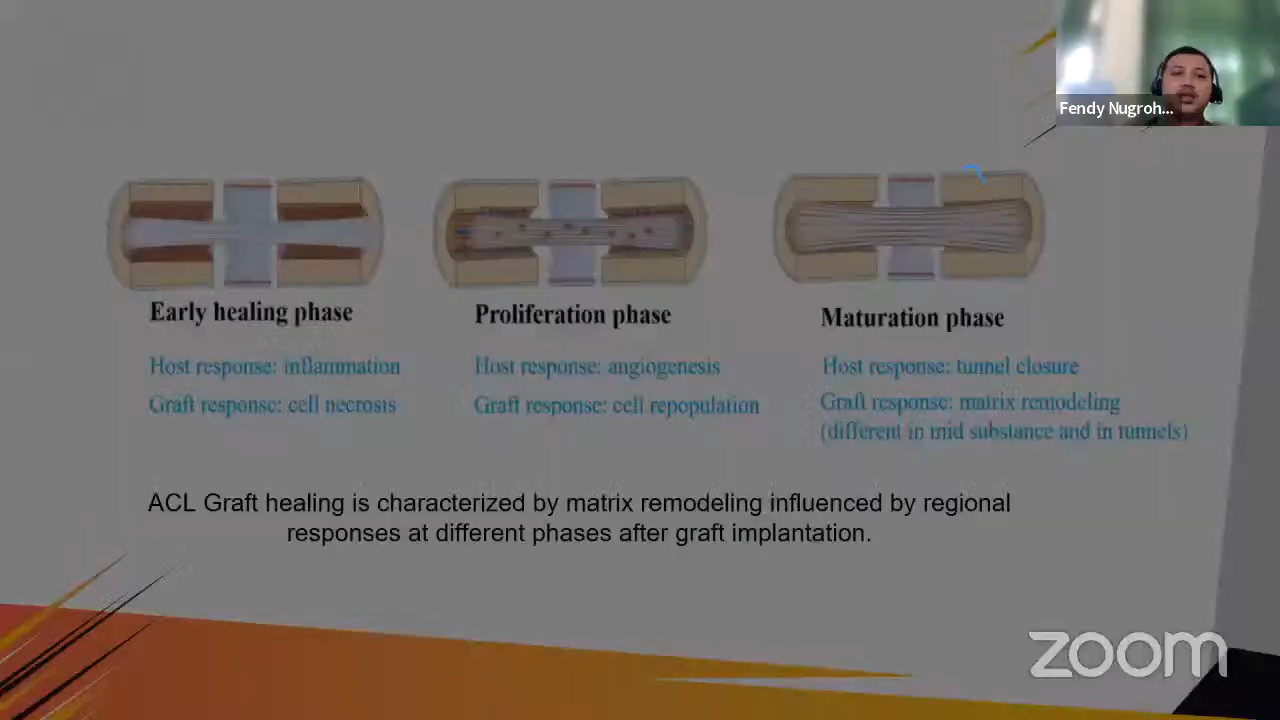 Fendy Nugroh...
Early healing phase
Host response: inflammation
Graft response: cell necrosis
Proliferation phase
Host response: angiogenesis
Graft response: cell repopulation
Maturation phase
Host response: tunnel closure
Graft response: matrix remodeling
(different in mid substance and in tunnels)
ACL Graft healing is characterized by matrix remodeling influenced by regional
responses at different phases after graft implantation.
zoom